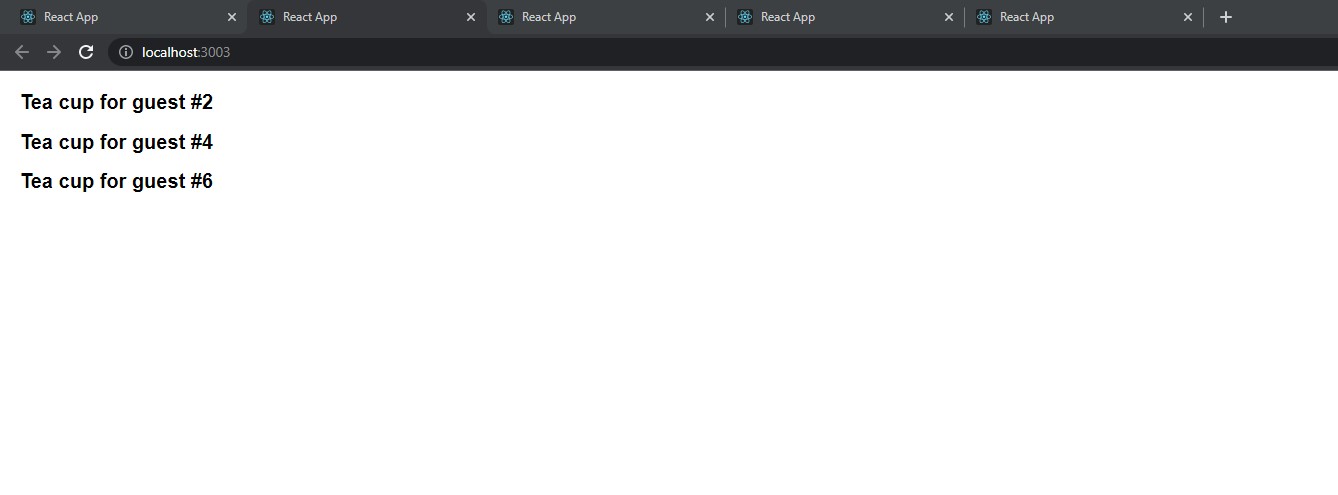 React App
React App
React App
React App
React App
localhost:3003
Tea cup for guest #2
Tea cup for guest #4
Tea cup for guest #6